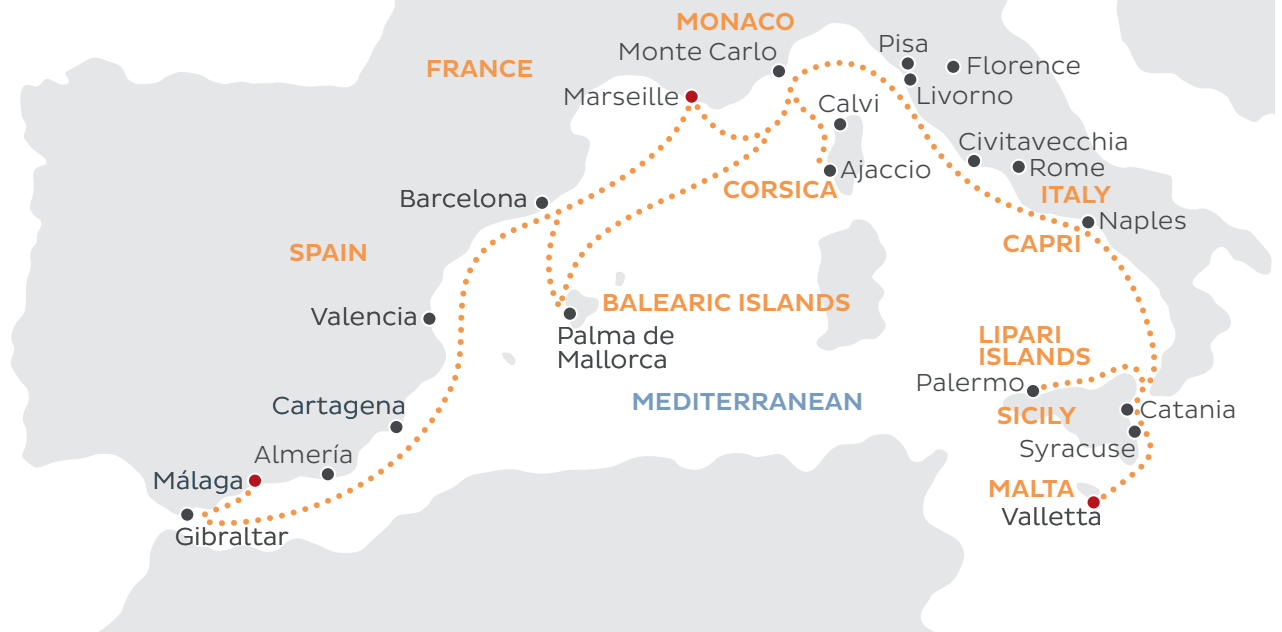 MONACO
Monte Carlo
Pisa
FRANCE
Florence
Marseille
Livorno
Calvi
Civitavecchia
Rome
Ajaccio
CORSICA
ITALY
Barcelona
Naples
CAPRI
SPAIN
BALEARIC ISLANDS
Valencia
Palma de
Mallorca
LIPARI
ISLANDS
Palermo
MEDITERRANEAN
Cartagena
SICILY
Catania
Almería
Syracuse
Málaga
MALTA
Valletta
Gibraltar